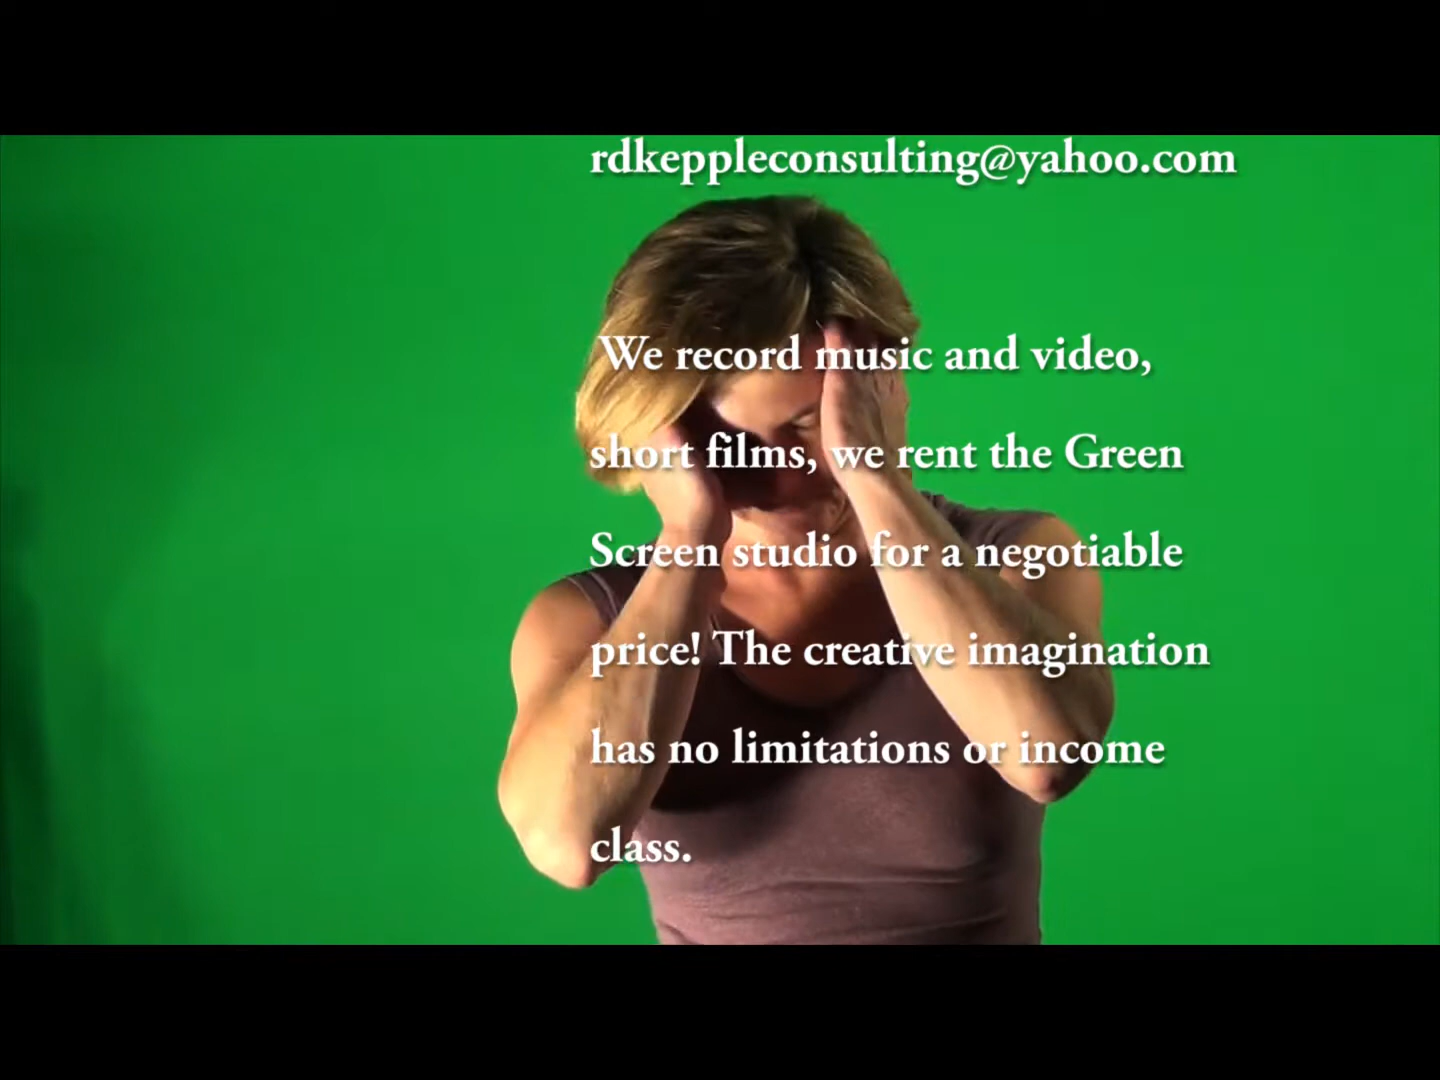 rdkeppleconsulting@yahoo.com
We record music and video,
short films, we rent the Green
Screen studio for a negotiable
price! The creative imagination
has no limitations or income
class.